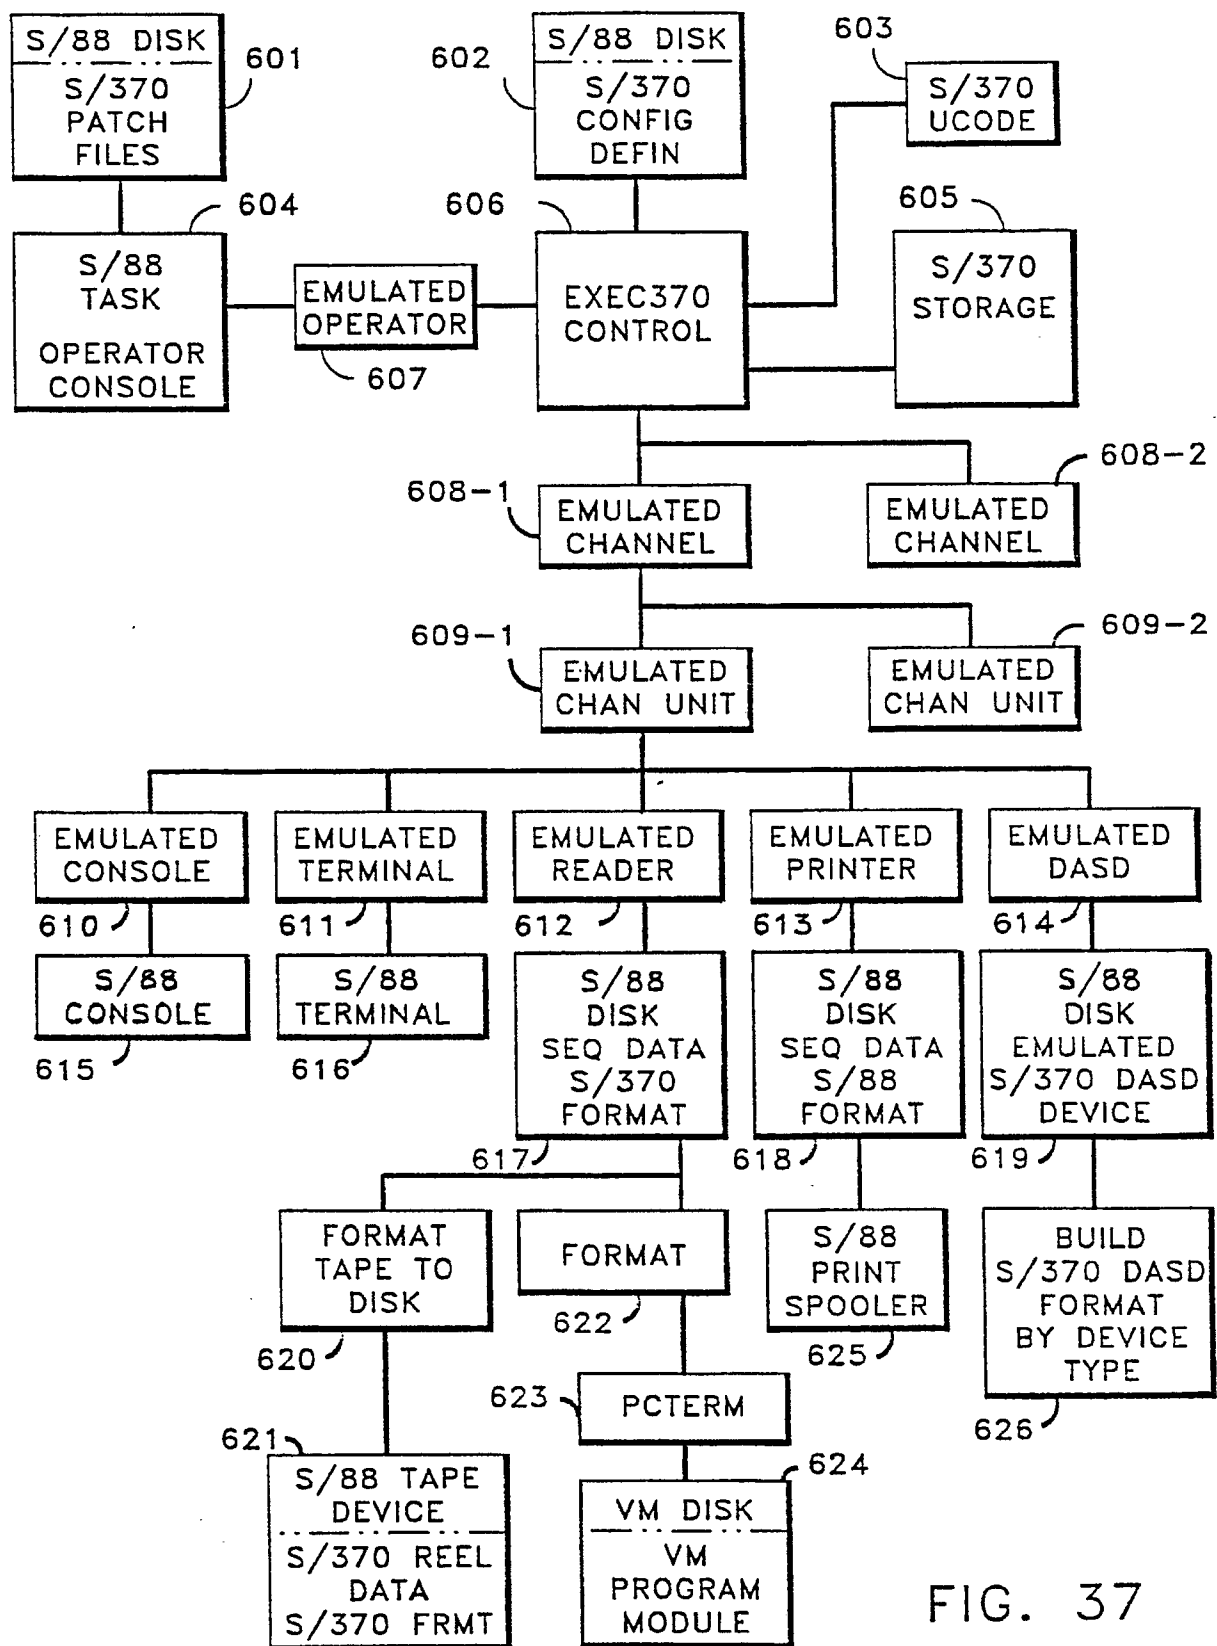 S/88 DISK
S/370
PATCH
FILES
601
S/88 DISK
S/370
CONFIG
DEFIN
602
603
S/370
UCODE
604
S/88
TASK
OPERATOR
CONSOLE
EMULATED
OPERATOR
607
606
EXEC370
CONTROL
605
S/370
STORAGE
608-1
EMULATED
CHANNEL
608-2
EMULATED
CHANNEL
609-1
EMULATED
CHAN UNIT
609-2
EMULATED
CHAN UNIT
EMULATED
CONSOLE
610
EMULATED
TERMINAL
611
EMULATED
READER
612
EMULATED
PRINTER
613
EMULATED
DASD
614
S/88
CONSOLE
615
S/88
TERMINAL
616
S/88
DISK
SEQ DATA
S/370
FORMAT
617
S/88
DISK
SEQ DATA
S/88
FORMAT
618
S/88
DISK
EMULATED
S/370 DASD
DEVICE
619
FORMAT
TAPE TO
DISK
620
FORMAT
622
S/88
PRINT
SPOOLER
625
BUILD
S/370 DASD
FORMAT
BY DEVICE
TYPE
626
623
PCTERM
621
S/88 TAPE
DEVICE
S/370 REEL
DATA
S/370 FRMT
624
VM DISK
VM
PROGRAM
MODULE
FIG. 37